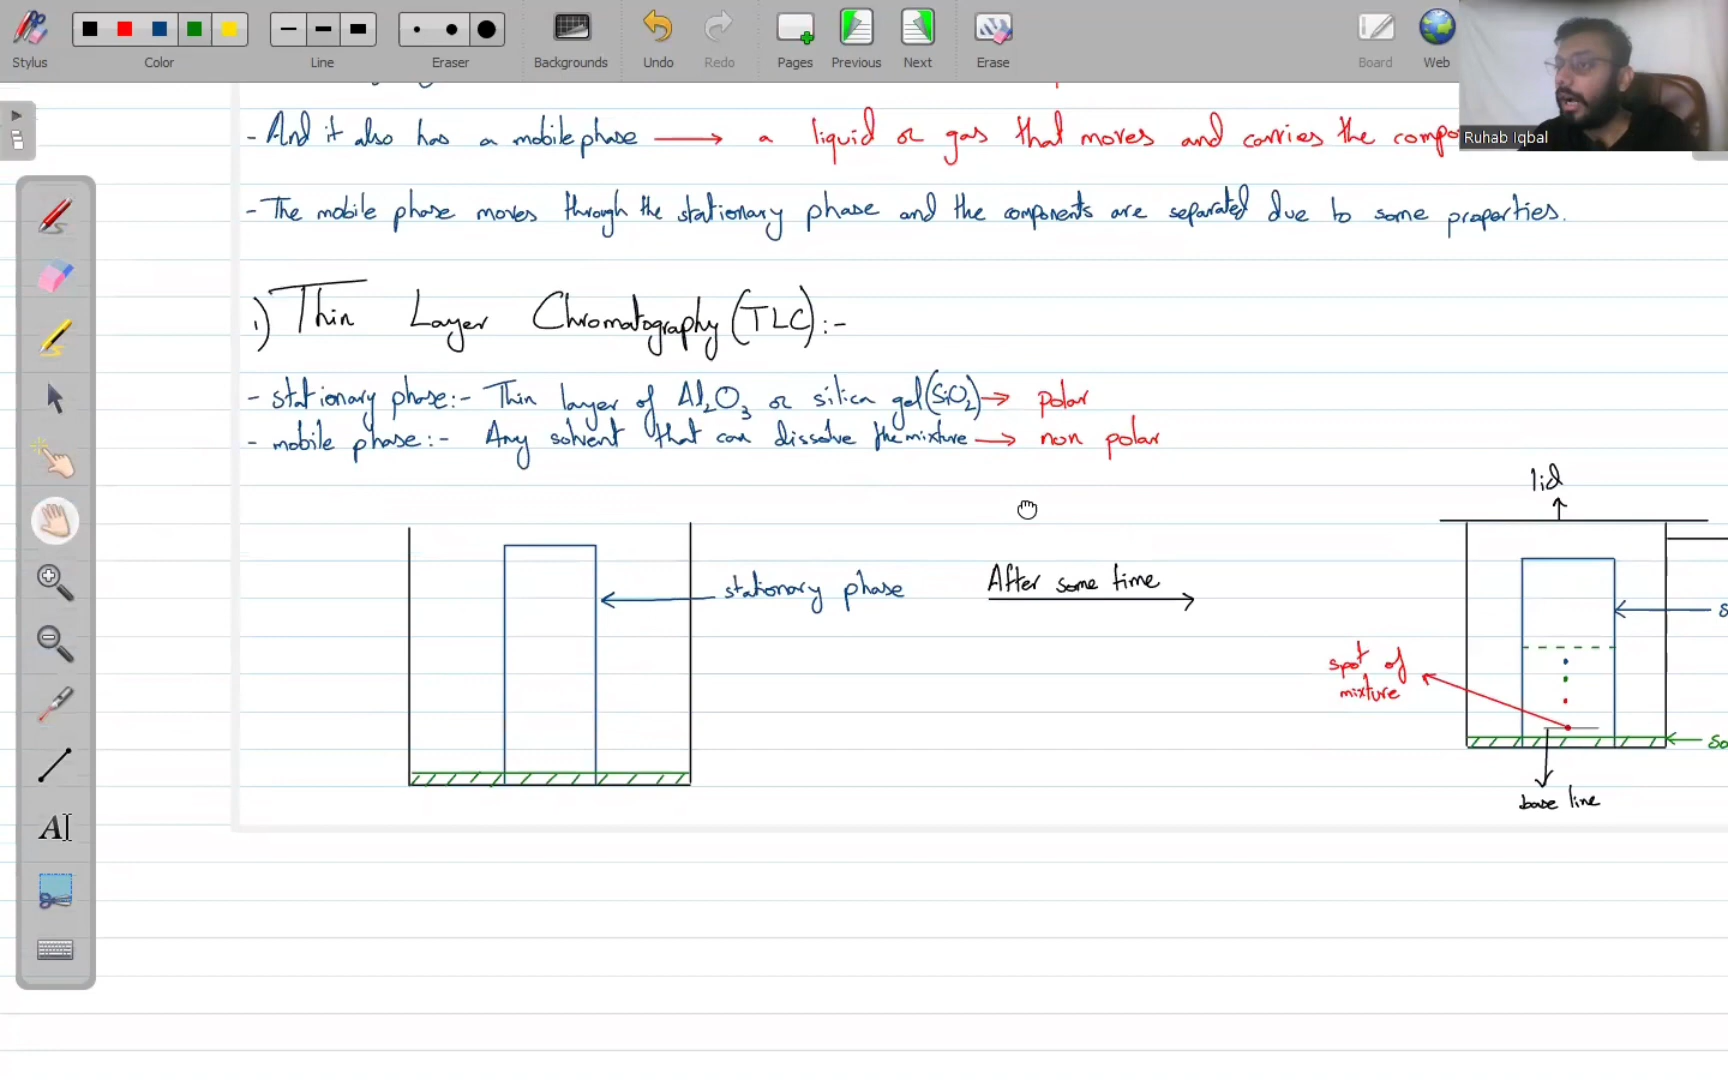 Stylus
Color
Line
Eraser
Backgrounds
Undo
Redo
Pages
Previous
Next
Erase
Board
Web
Ruhab Iqbal
- And it also has a mobile phase → a liquid or gas that moves and carries the compo
- The mobile phase moves through the stationary phase and the components are separated due to some properties.
1) Thin Layer Chromatography (TLC):-
- stationary phase:- Thin layer of Al₂O₃ or silica gel (SiO₂) → polar
- mobile phase:- Any solvent that can dissolve the mixture → non polar
lid
stationary phase
After some time
s
spot of
mixture
so
base line
AI